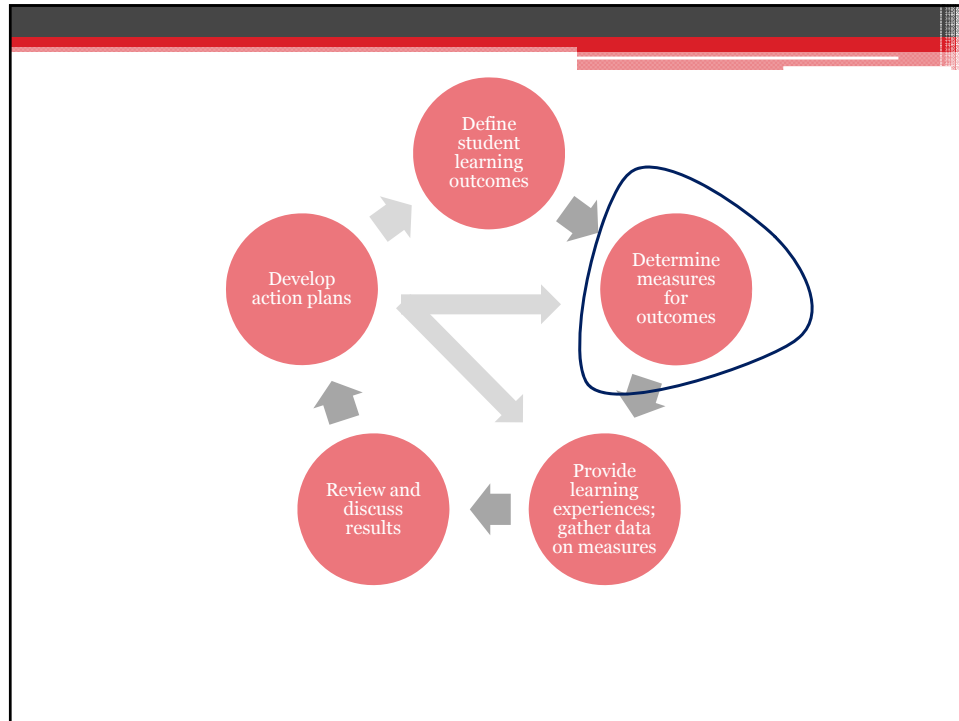 Define
student
learning
outcomes
Determine
measures
for
outcomes
Provide
learning
experiences;
gather data
on measures
Review and
discuss
results
Develop
action plans